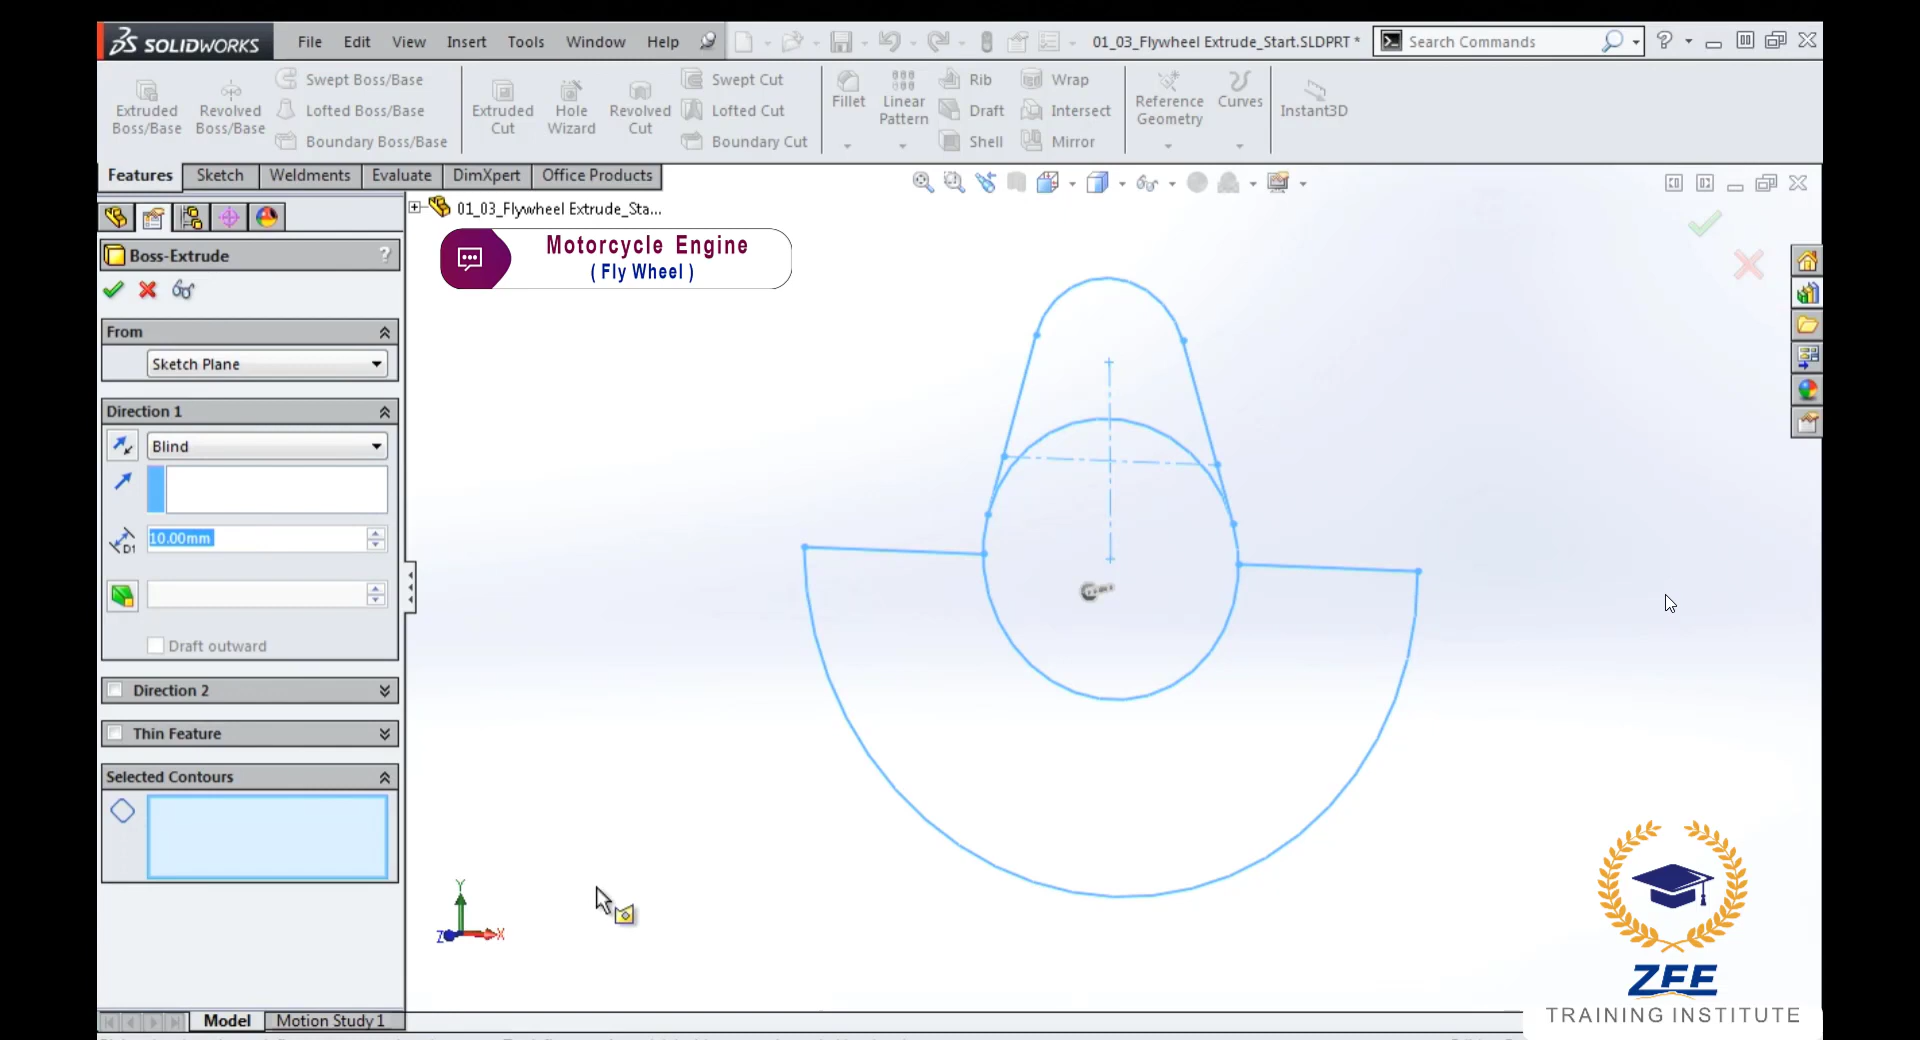 SOLIDWORKS File Edit View Insert Tools Window Help 01_03_Flywheel Extrude_Start.SLDPRT * Search Commands
Extruded Boss/Base
Revolved Boss/Base
Swept Boss/Base
Lofted Boss/Base
Boundary Boss/Base
Extruded Cut
Hole Wizard
Revolved Cut
Swept Cut
Lofted Cut
Boundary Cut
Fillet
Linear Pattern
Rib
Draft
Shell
Wrap
Intersect
Mirror
Reference Geometry
Curves
Instant3D
Features Sketch Weldments Evaluate DimXpert Office Products
01_03_Flywheel Extrude_Sta...
Motorcycle Engine
( Fly Wheel )
Boss-Extrude ?
From
Sketch Plane
Direction 1
Blind
D1 10.00mm
Draft outward
Direction 2
Thin Feature
Selected Contours
Y
Z X
Model Motion Study 1
ZFE
TRAINING INSTITUTE